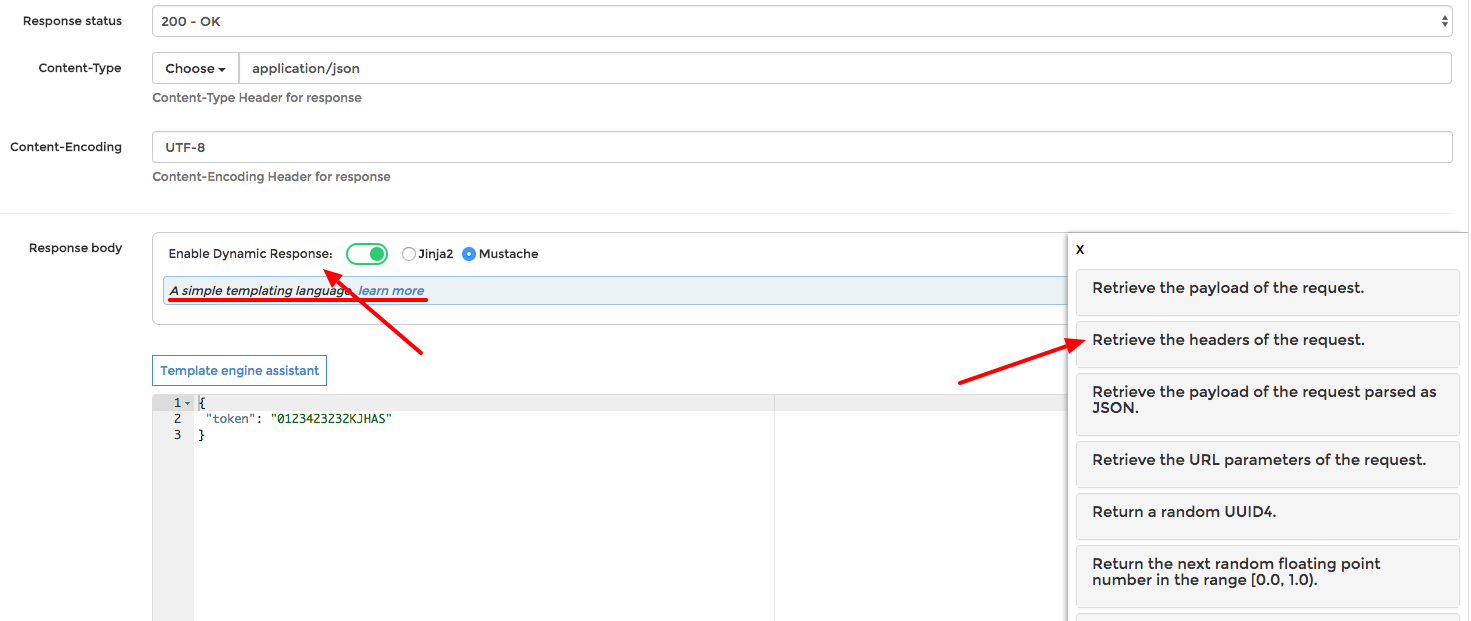 Response status
200 - OK
Content-Type
Choose
application/json
Content-Type Header for response
Content-Encoding
UTF-8
Content-Encoding Header for response
Response body
Enable Dynamic Response:
Jinja2
Mustache
A simple templating language. learn more
Template engine assistant
1 {
2 "token": "0123423232KJHAS"
3 }
X
Retrieve the payload of the request.
Retrieve the headers of the request.
Retrieve the payload of the request parsed as
JSON.
Retrieve the URL parameters of the request.
Return a random UUID4.
Return the next random floating point
number in the range [0.0, 1.0).